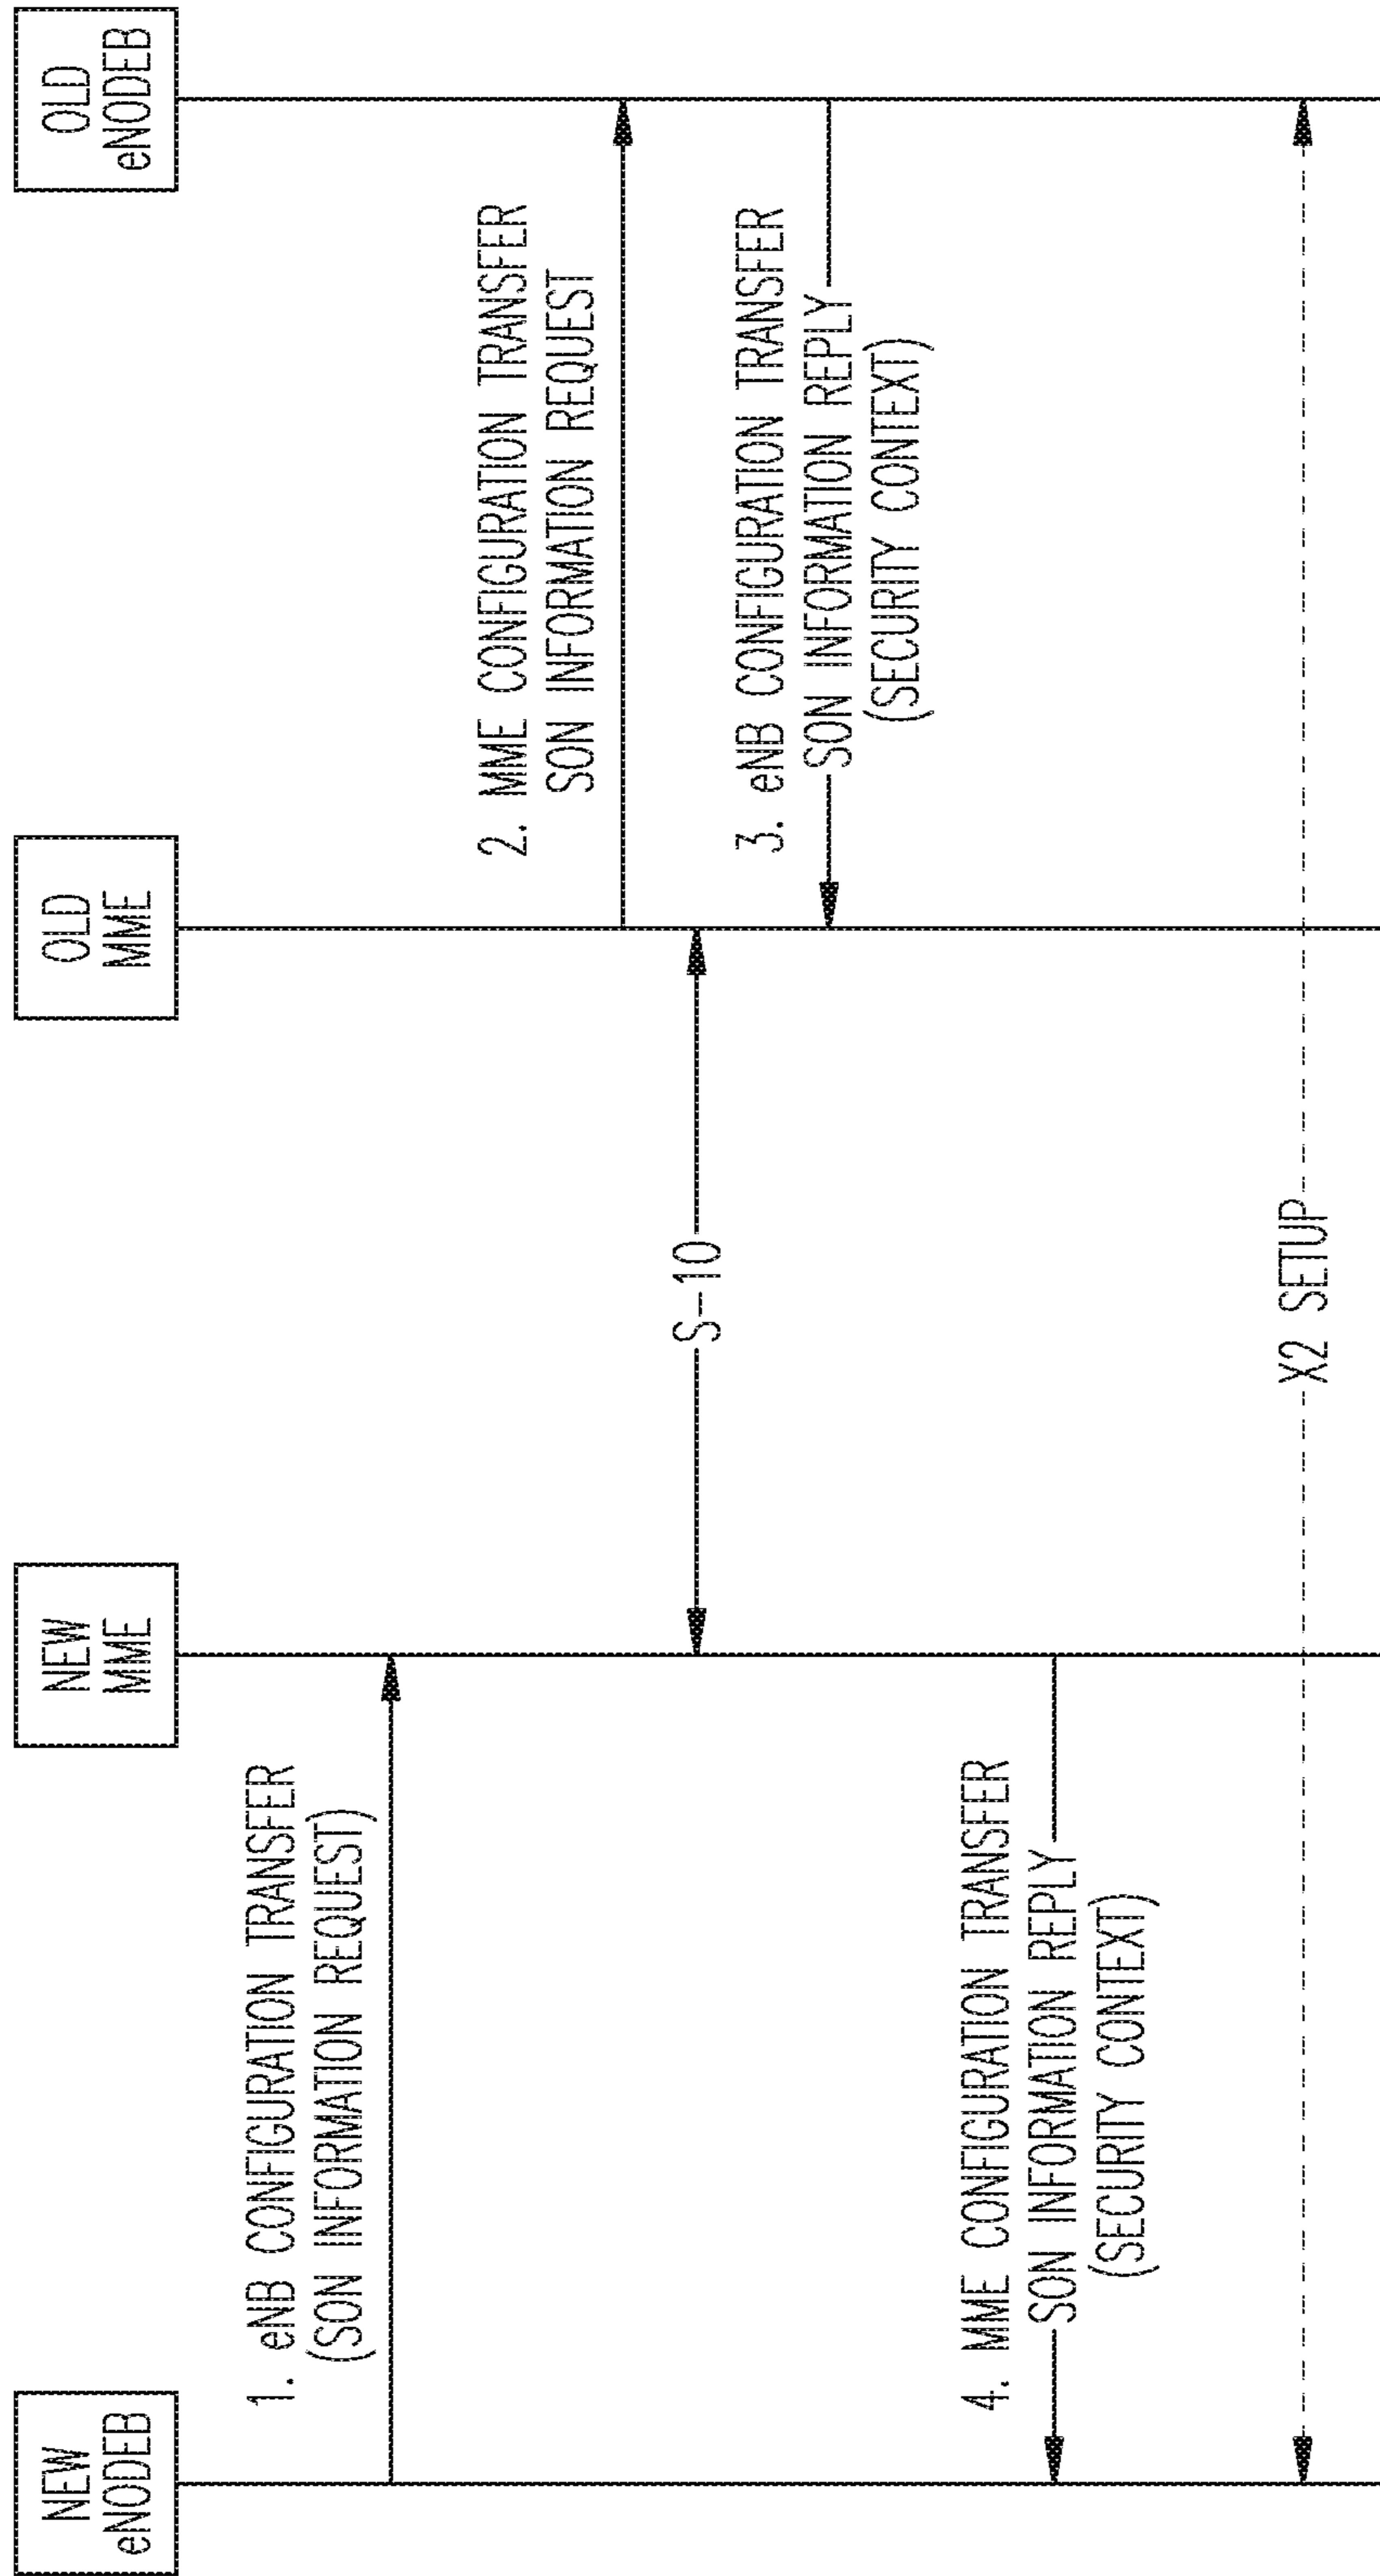 NEW
eNODEB
NEW
MME
OLD
MME
OLD
eNODEB
1. eNB CONFIGURATION TRANSFER
(SON INFORMATION REQUEST)
2. MME CONFIGURATION TRANSFER
SON INFORMATION REQUEST
S-10
3. eNB CONFIGURATION TRANSFER
SON INFORMATION REPLY
(SECURITY CONTEXT)
4. MME CONFIGURATION TRANSFER
SON INFORMATION REPLY
(SECURITY CONTEXT)
X2 SETUP